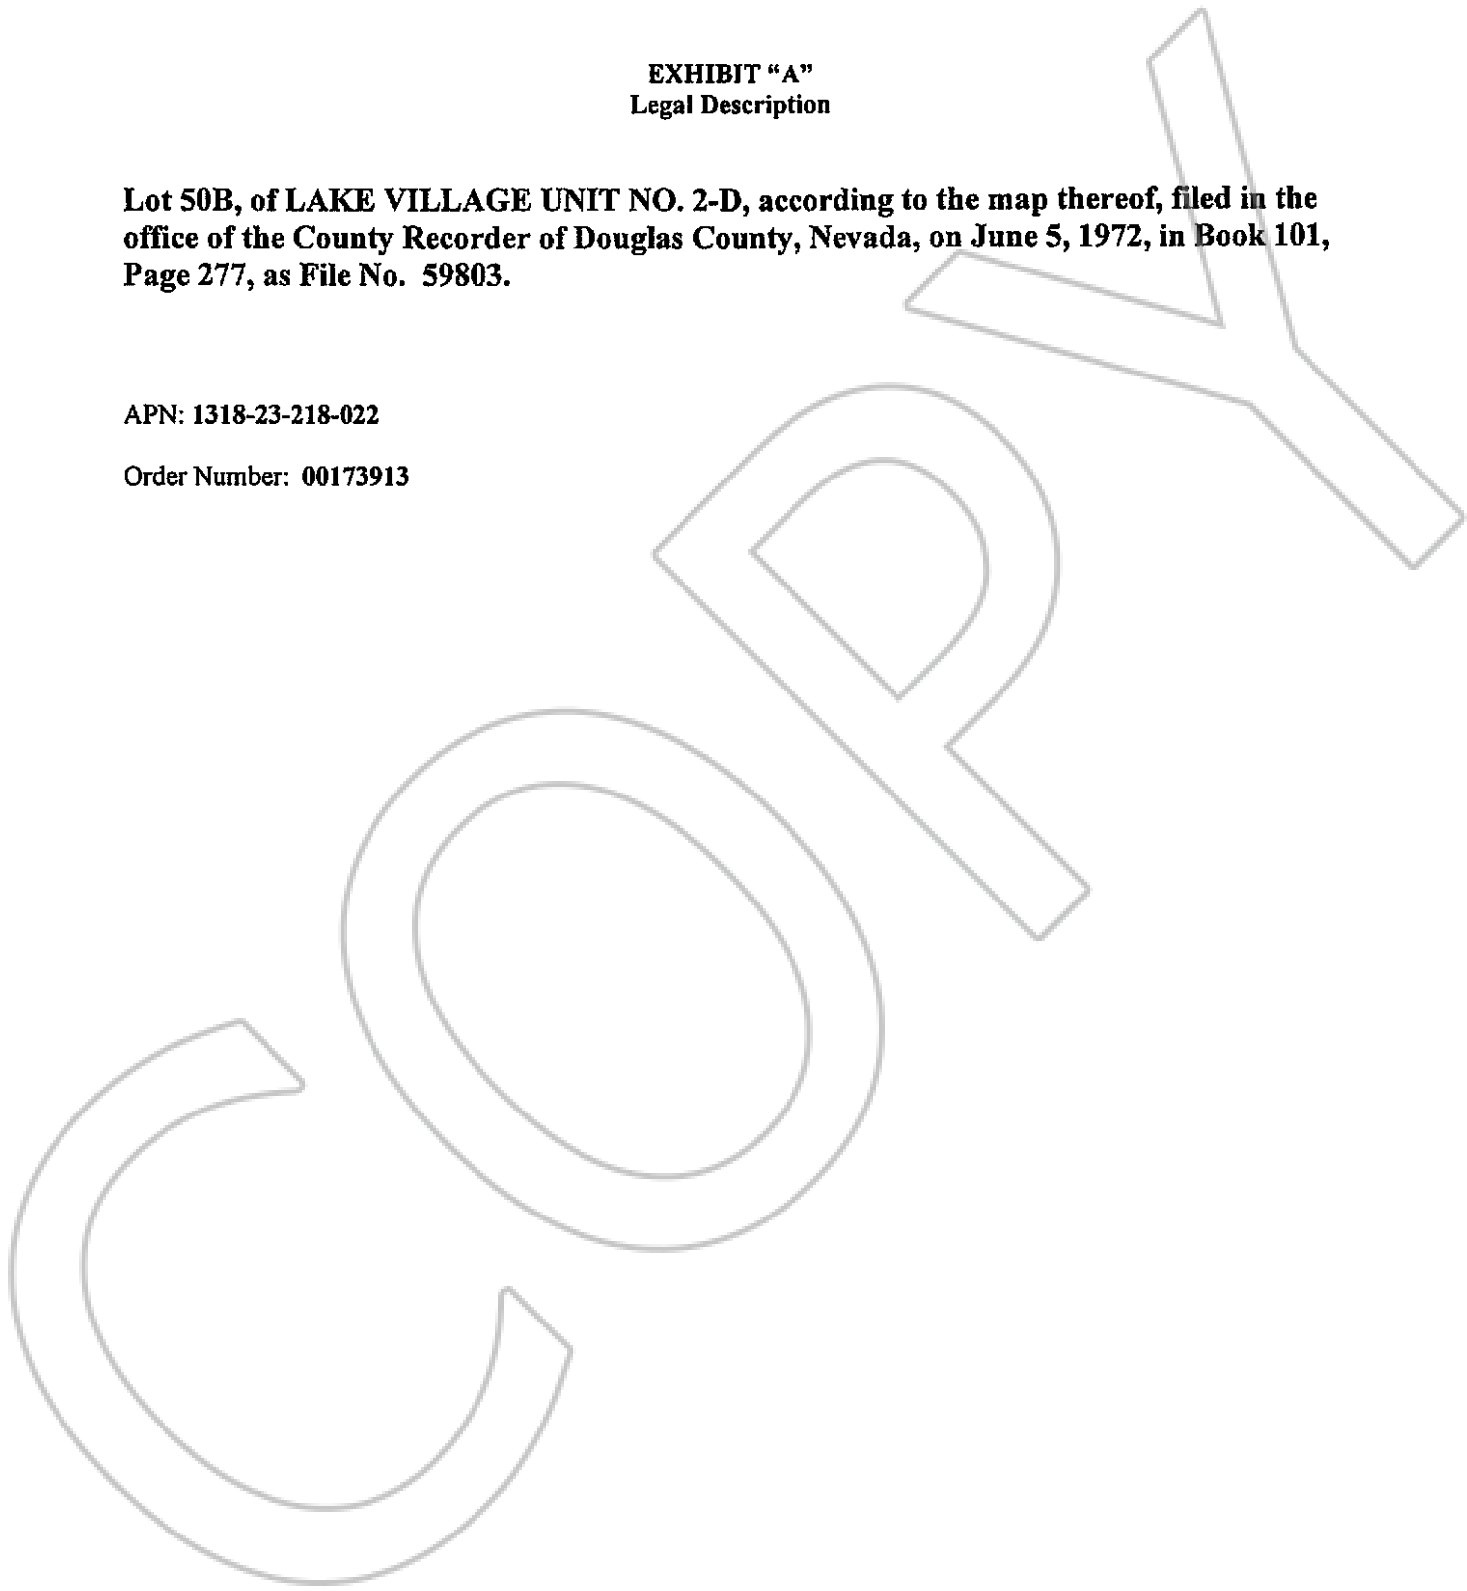 EXHIBIT “A”
Legal Description
Lot 50B, of LAKE VILLAGE UNIT NO. 2-D, according to the map thereof, filed in the
office of the County Recorder of Douglas County, Nevada, on June 5, 1972, in Book 101,
Page 277, as File No. 59803.
APN: 1318-23-218-022
Order Number: 00173913
COPY